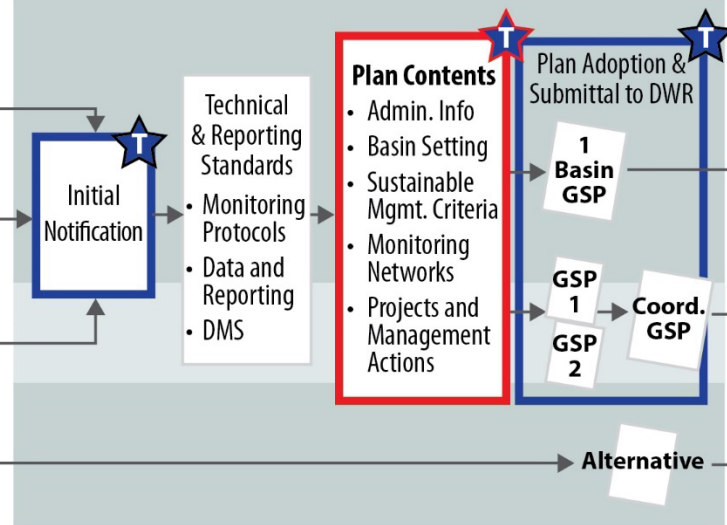 T
Initial
Notification
Technical
& Reporting
Standards
• Monitoring
Protocols
• Data and
Reporting
• DMS
T
Plan Contents
• Admin. Info
• Basin Setting
• Sustainable
Mgmt. Criteria
• Monitoring
Networks
• Projects and
Management
Actions
T
Plan Adoption &
Submittal to DWR
1
Basin
GSP
GSP
1
GSP
2
Coord.
GSP
Alternative